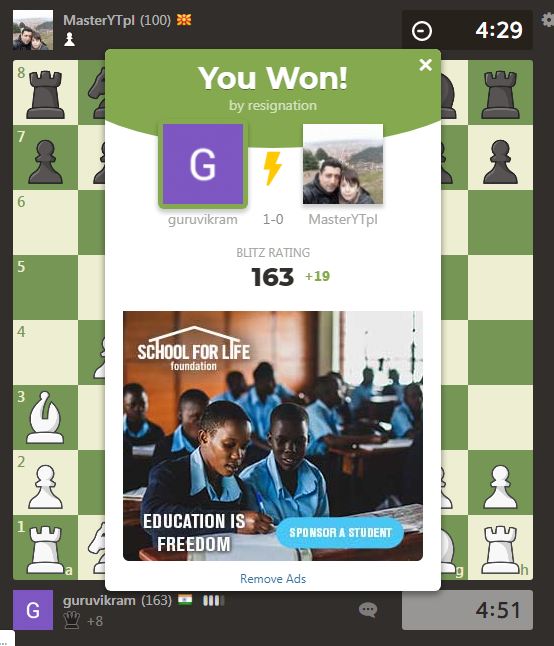 MasterYTpl (100)
4:29
You Won!
by resignation
G
guruvikram
1-0
MasterYTpl
BLITZ RATING
163 +19
SCHOOL FOR LIFE
foundation
EDUCATION IS
FREEDOM
SPONSOR A STUDENT
Remove Ads
8
7
6
5
4
3
2
1
a
g
h
G
guruvikram (163)
+8
4:51
...